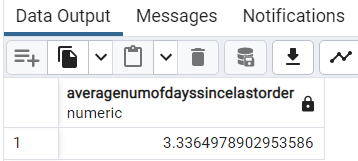 Data Output Messages Notifications
averagenumofdayssincelastorder
numeric
1 3.3364978902953586